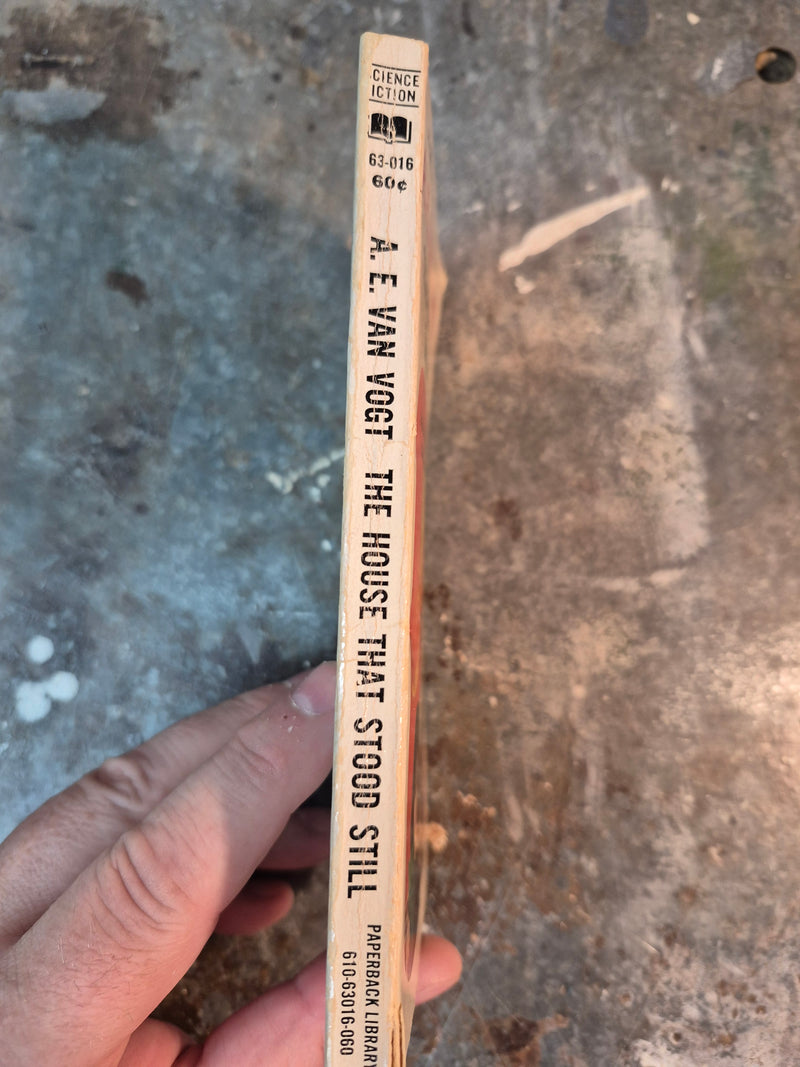 CIENCE
ICTION
63-016
60¢
A. E. VAN VOGT THE HOUSE THAT STOOD STILL
PAPERBACK LIBRARY
610-63016-060